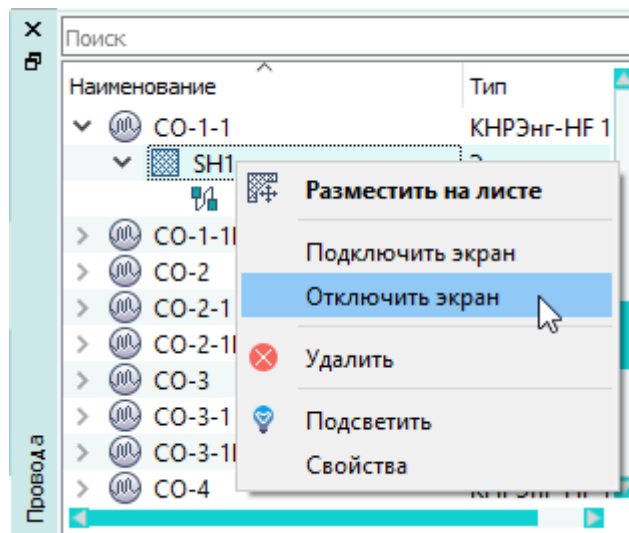 Поиск
Наименование
Тип
CO-1-1
КНРЭнг-HF 1
SH1
Разместить на листе
Подключить экран
CO-2
Отключить экран
CO-2-1
CO-3
Удалить
CO-3-1
Подсветить
Свойства
CO-4
Провода